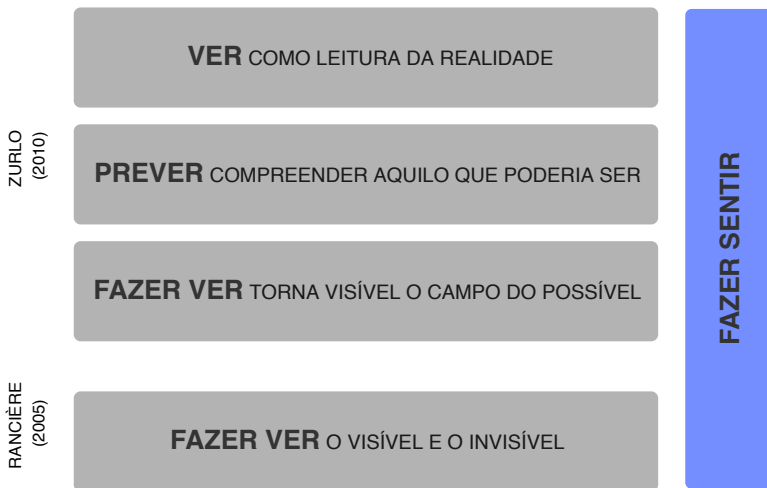 VER COMO LEITURA DA REALIDADE
ZURLO
(2010)
PREVER COMPREENDER AQUILO QUE PODERIA SER
FAZER VER TORNA VISÍVEL O CAMPO DO POSSÍVEL
FAZER SENTIR
RANCIÈRE
(2005)
FAZER VER O VISÍVEL E O INVISÍVEL